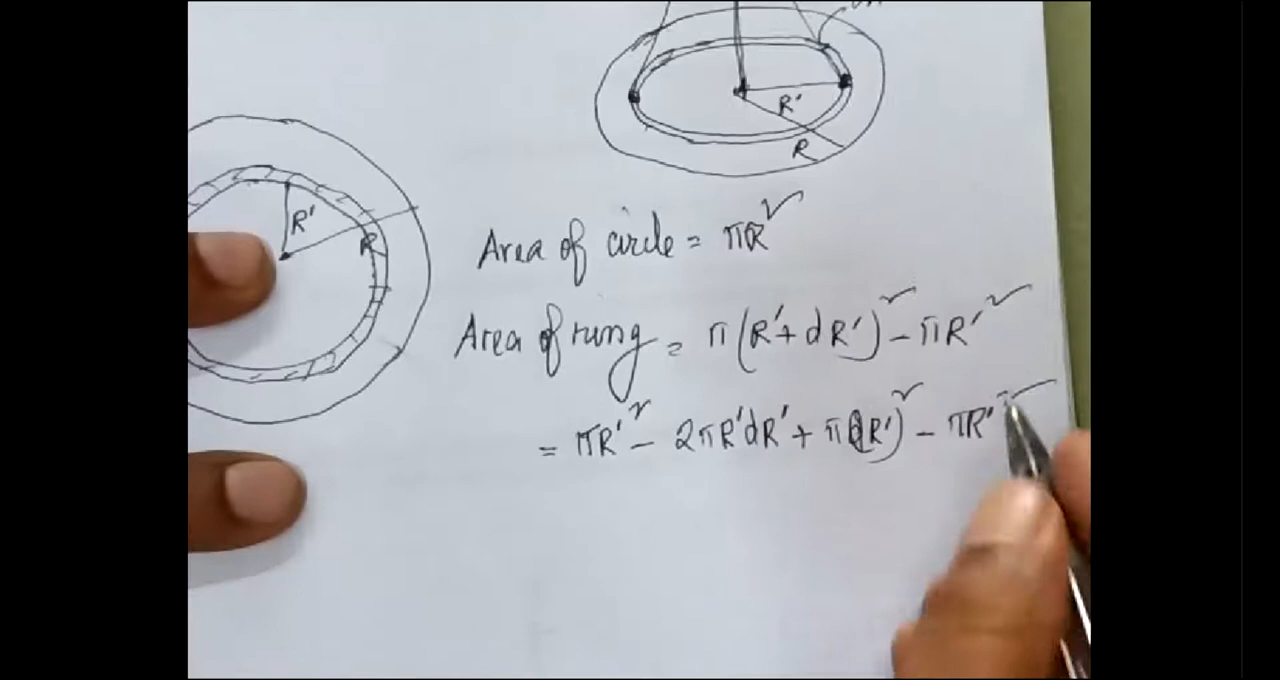 R'
R
R'
R
Area of circle = πR²
Area of ring = π(R'+dR')² - πR'²
= πR'² - 2πR'dR' + π(dR')² - πR'²